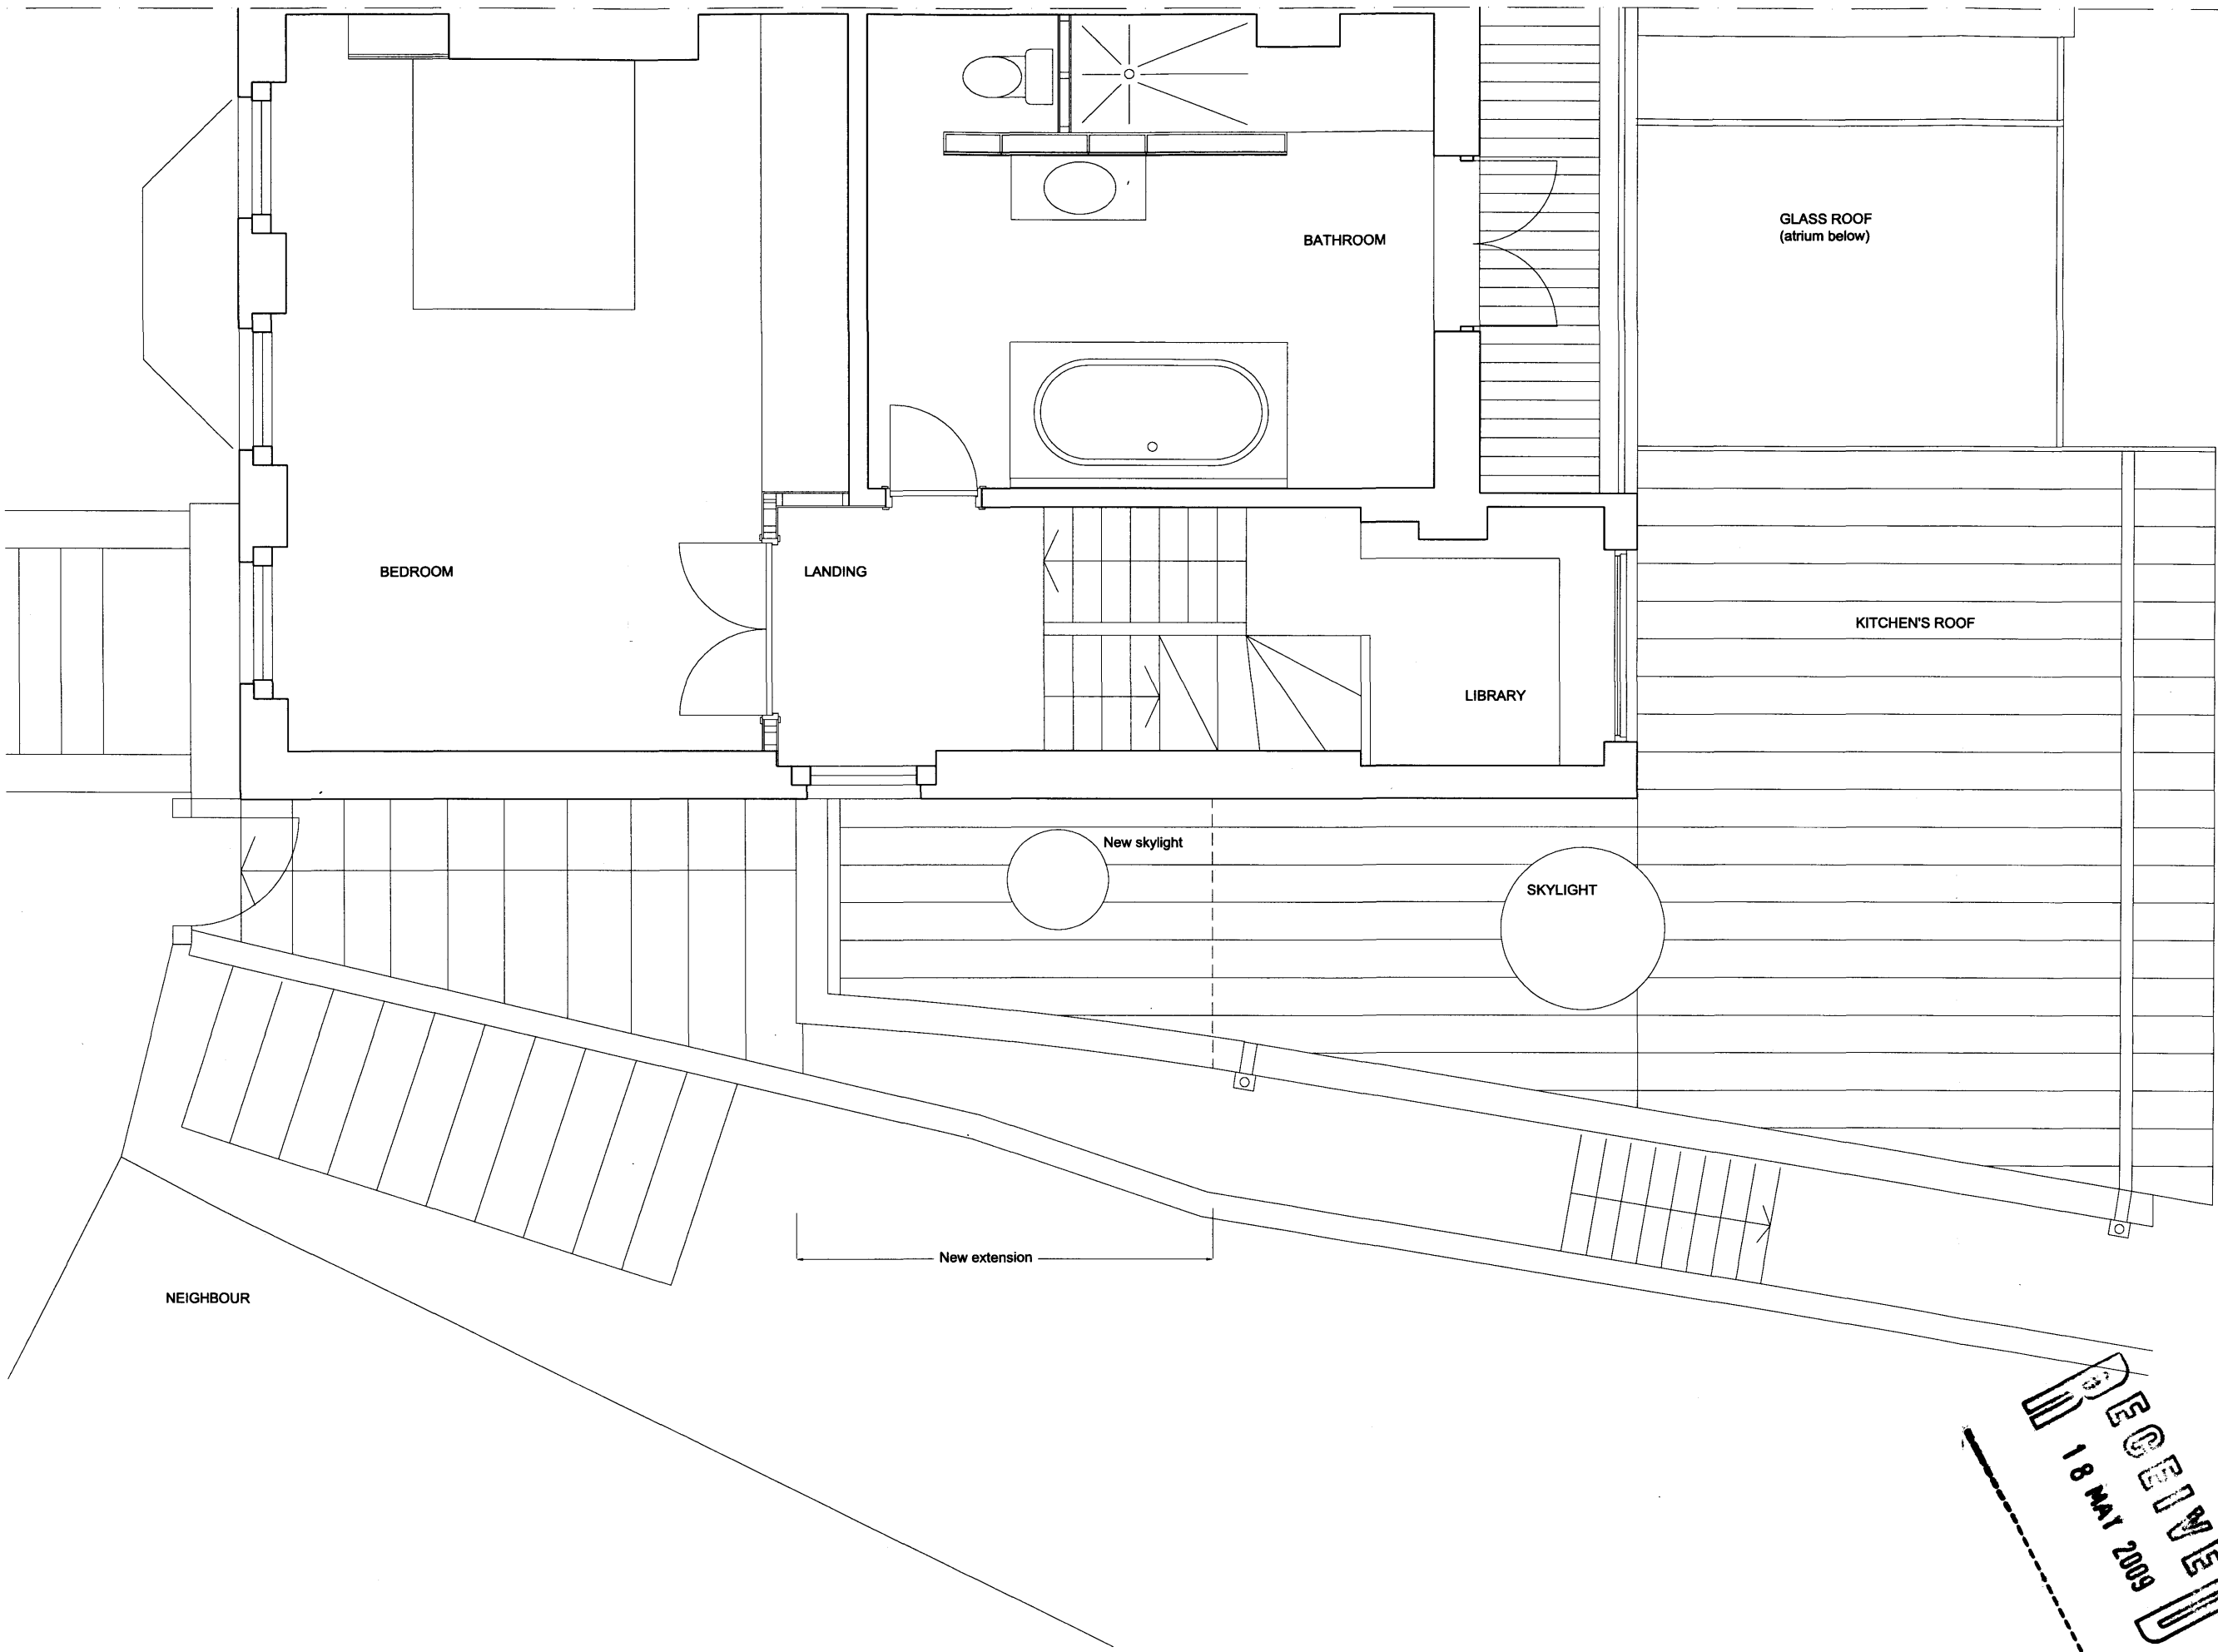 GLASS ROOF
(atrium below)
BATHROOM
BEDROOM
LANDING
KITCHEN'S ROOF
LIBRARY
New skylight
SKYLIGHT
New extension
NEIGHBOUR
RECEIVED
18 MAY 2009